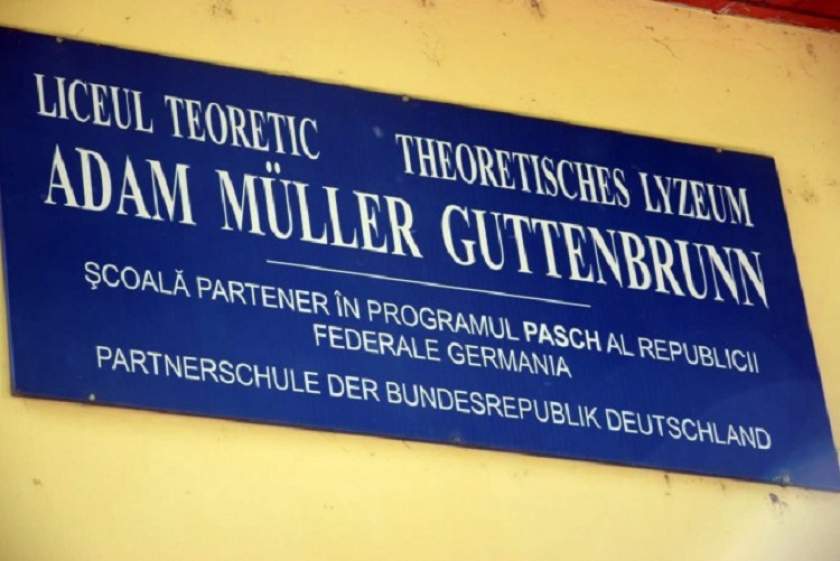 LICEUL TEORETIC THEORETISCHES LYZEUM
ADAM MÜLLER GUTTENBRUNN
ŞCOALĂ PARTENER ÎN PROGRAMUL PASCH AL REPUBLICII
FEDERALE GERMANIA
PARTNERSCHULE DER BUNDESREPUBLIK DEUTSCHLAND